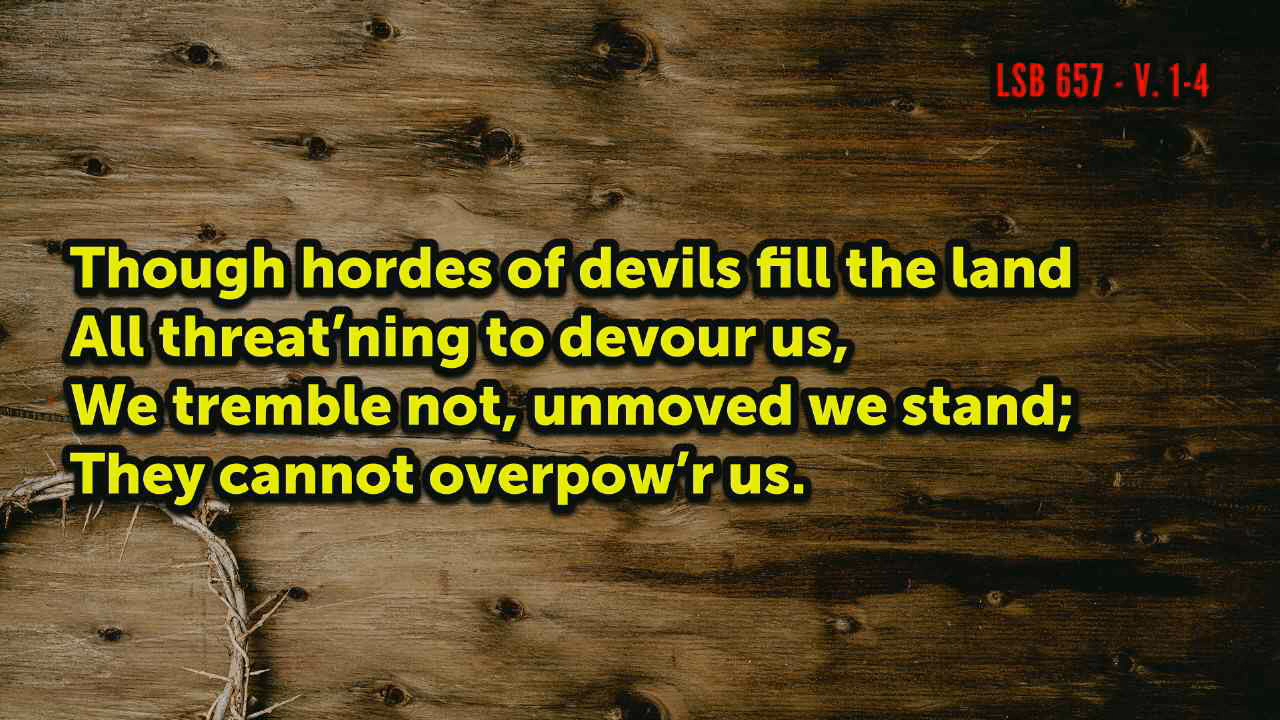 LSB 657 - V. 1-4
Though hordes of devils fill the land
All threat’ning to devour us,
We tremble not, unmoved we stand;
They cannot overpow’r us.